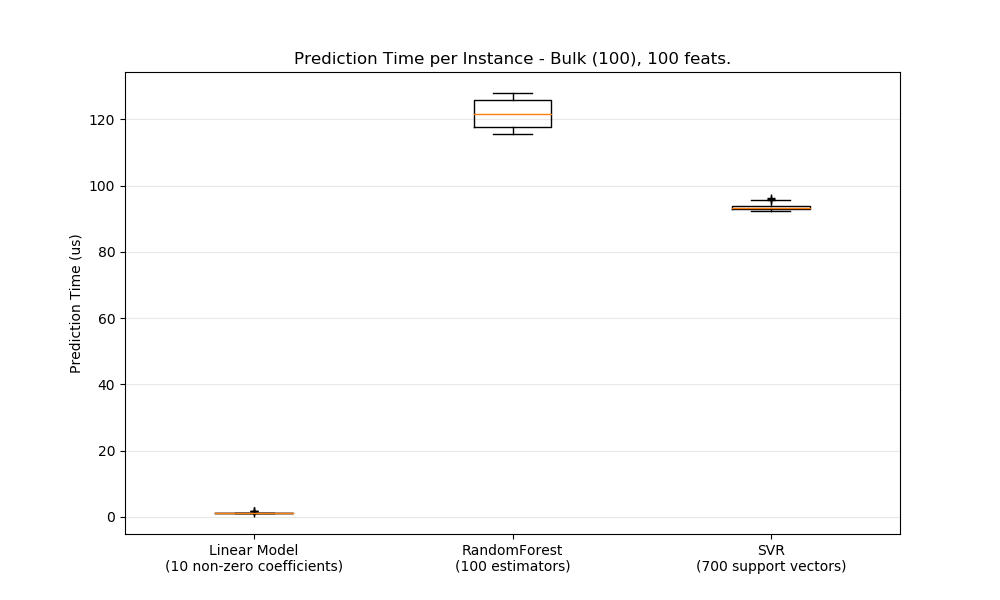 Prediction Time per Instance - Bulk (100), 100 feats.
Prediction Time (us)
120
100
80
60
40
20
0
Linear Model
(10 non-zero coefficients)
RandomForest
(100 estimators)
SVR
(700 support vectors)